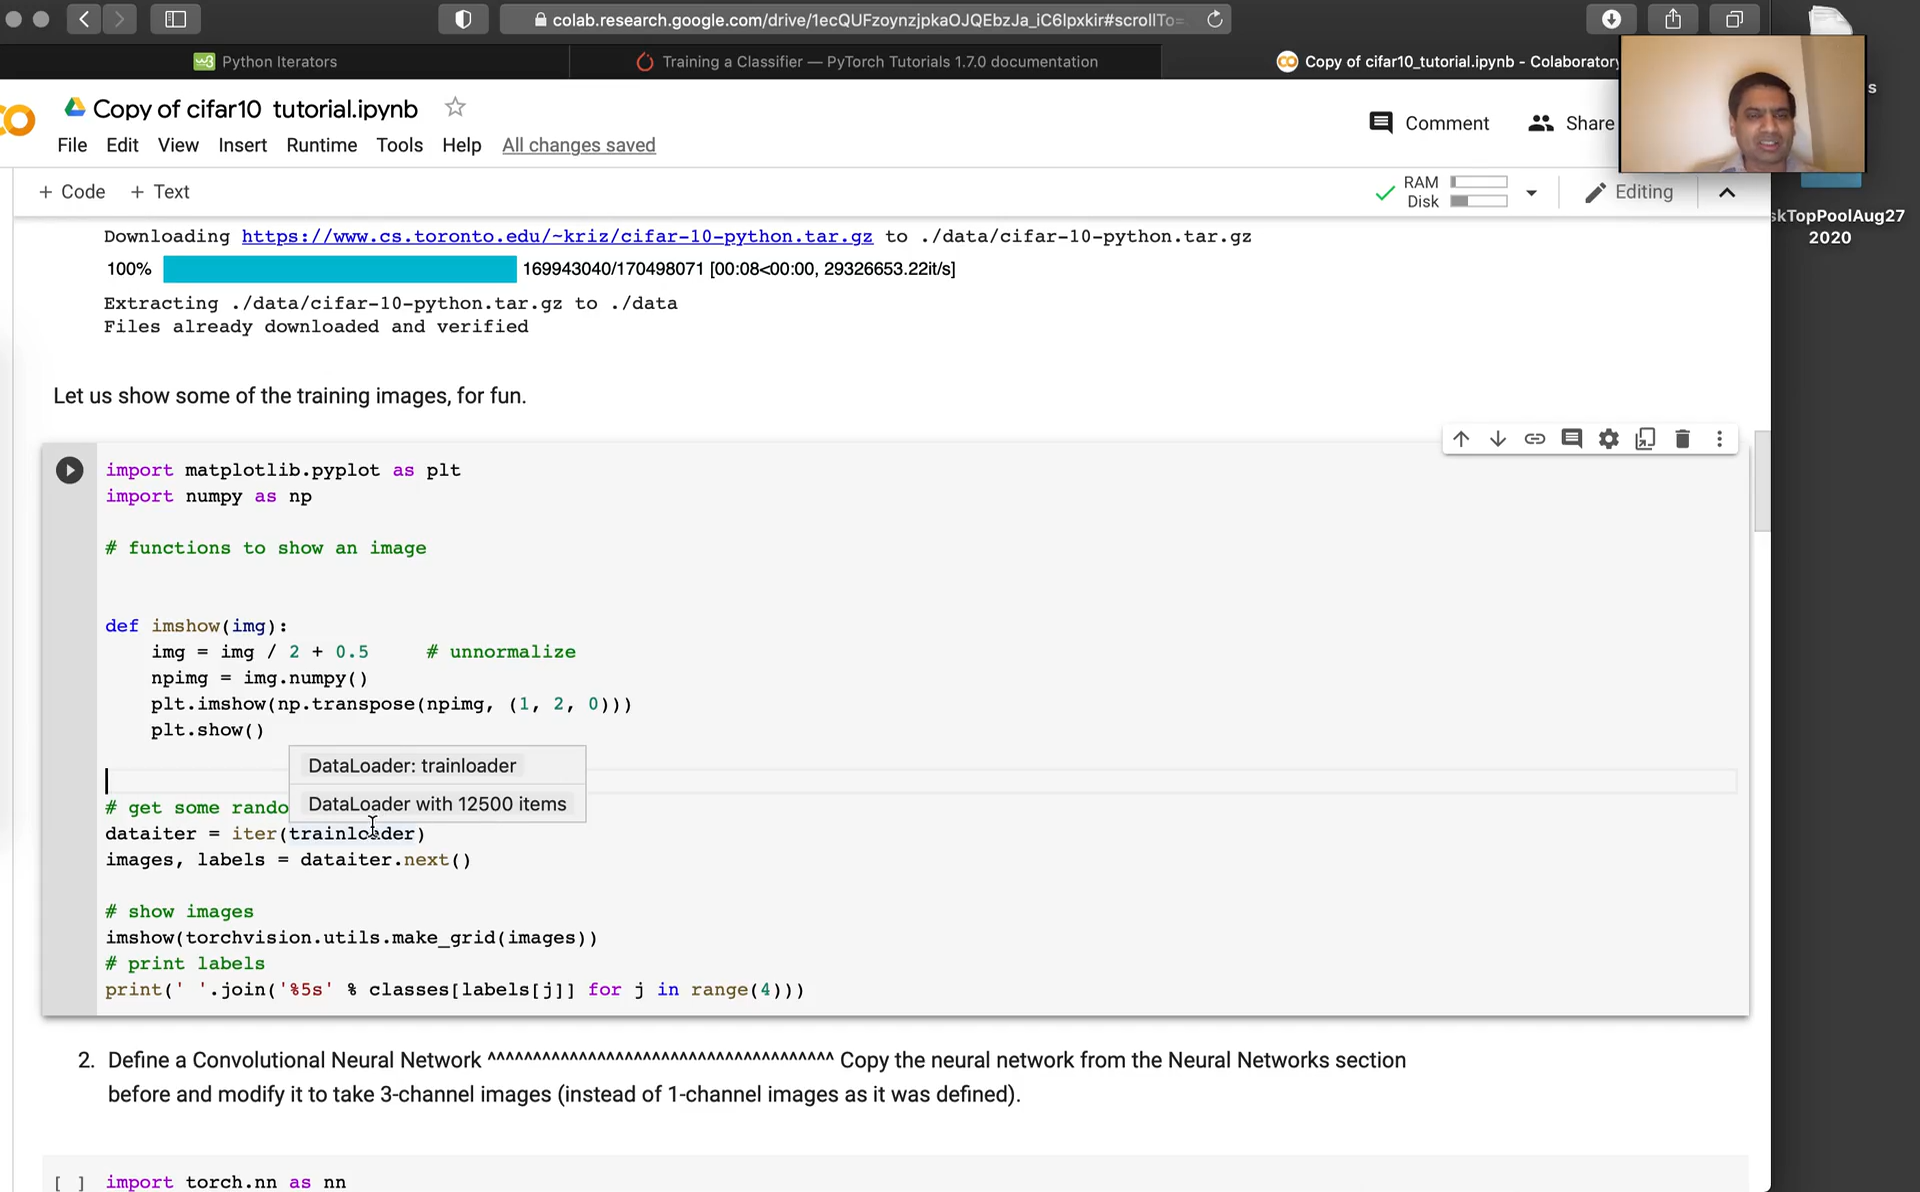 colab.research.google.com/drive/1ecQUFzoynzjpkaOJQEbzJa_iC6lpxkir#scrollTo=
Python Iterators
Training a Classifier — PyTorch Tutorials 1.7.0 documentation
Copy of cifar10_tutorial.ipynb - Colaboratory
s
Copy of cifar10 tutorial.ipynb
Comment
Share
File Edit View Insert Runtime Tools Help All changes saved
+ Code + Text
RAM
Disk
Editing
skTopPoolAug27
2020
Downloading https://www.cs.toronto.edu/~kriz/cifar-10-python.tar.gz to ./data/cifar-10-python.tar.gz
100% 169943040/170498071 [00:08<00:00, 29326653.22it/s]
Extracting ./data/cifar-10-python.tar.gz to ./data
Files already downloaded and verified
Let us show some of the training images, for fun.
import matplotlib.pyplot as plt
import numpy as np
# functions to show an image
def imshow(img):
    img = img / 2 + 0.5     # unnormalize
    npimg = img.numpy()
    plt.imshow(np.transpose(npimg, (1, 2, 0)))
    plt.show()
DataLoader: trainloader
DataLoader with 12500 items
# get some rando
dataiter = iter(trainloader)
images, labels = dataiter.next()
# show images
imshow(torchvision.utils.make_grid(images))
# print labels
print(' '.join('%5s' % classes[labels[j]] for j in range(4)))
2. Define a Convolutional Neural Network ^^^^^^^^^^^^^^^^^^^^^^^^^^^^^^^^^^^^^^ Copy the neural network from the Neural Networks section
before and modify it to take 3-channel images (instead of 1-channel images as it was defined).
[ ] import torch.nn as nn